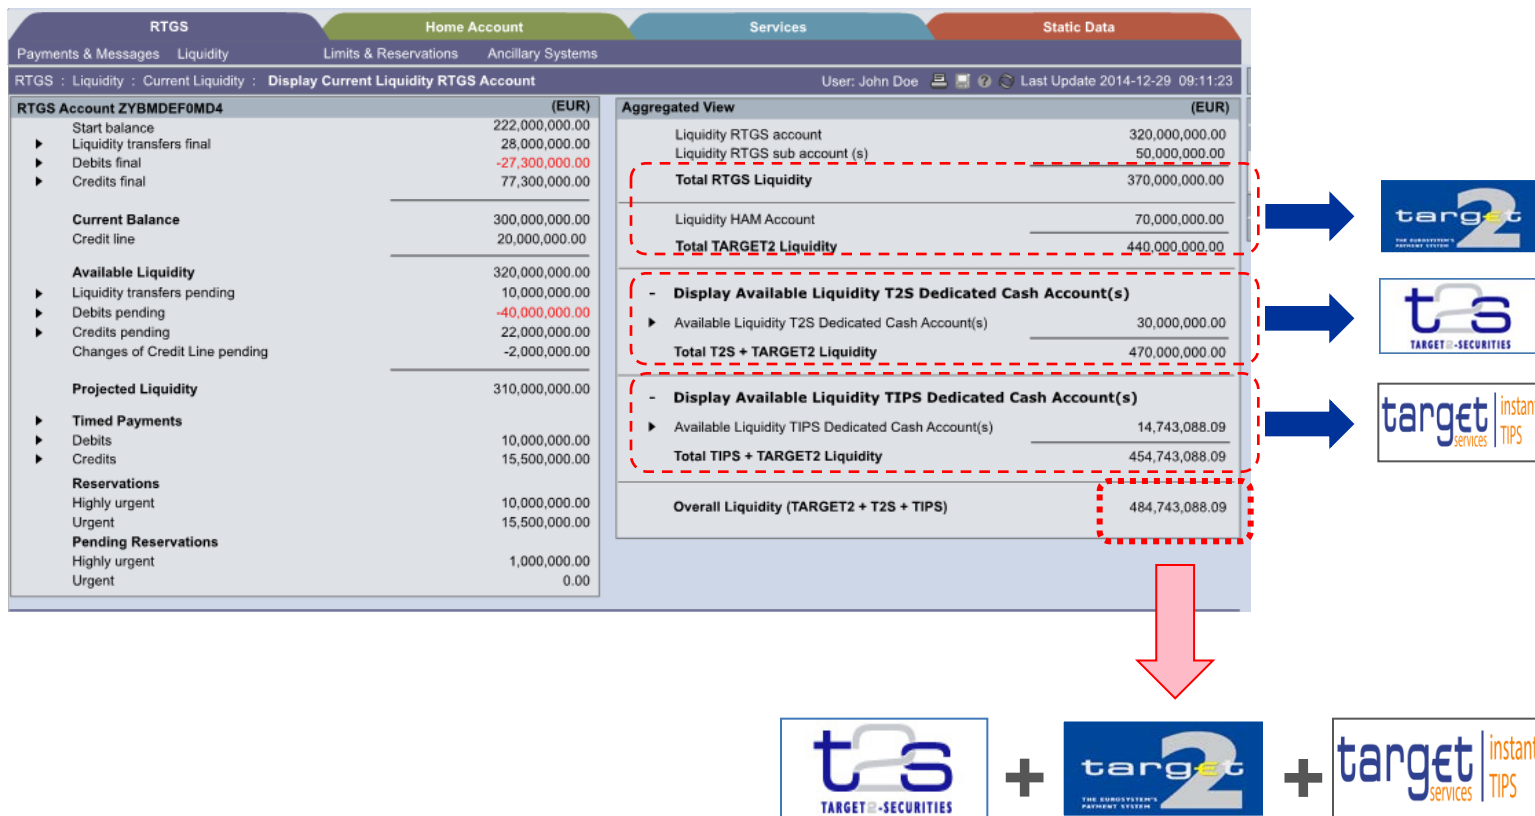 RTGS Home Account Services Static Data
Payments & Messages Liquidity Limits & Reservations Ancillary Systems
RTGS : Liquidity : Current Liquidity : Display Current Liquidity RTGS Account User: John Doe Last Update 2014-12-29 09:11:23
RTGS Account ZYBMDEF0MD4 (EUR)
Start balance 222,000,000.00
Liquidity transfers final 28,000,000.00
Debits final -27,300,000.00
Credits final 77,300,000.00
Current Balance 300,000,000.00
Credit line 20,000,000.00
Available Liquidity 320,000,000.00
Liquidity transfers pending 10,000,000.00
Debits pending -40,000,000.00
Credits pending 22,000,000.00
Changes of Credit Line pending -2,000,000.00
Projected Liquidity 310,000,000.00
Timed Payments
Debits 10,000,000.00
Credits 15,500,000.00
Reservations
Highly urgent 10,000,000.00
Urgent 15,500,000.00
Pending Reservations
Highly urgent 1,000,000.00
Urgent 0.00
Aggregated View (EUR)
Liquidity RTGS account 320,000,000.00
Liquidity RTGS sub account (s) 50,000,000.00
Total RTGS Liquidity 370,000,000.00
Liquidity HAM Account 70,000,000.00
Total TARGET2 Liquidity 440,000,000.00
- Display Available Liquidity T2S Dedicated Cash Account(s)
Available Liquidity T2S Dedicated Cash Account(s) 30,000,000.00
Total T2S + TARGET2 Liquidity 470,000,000.00
- Display Available Liquidity TIPS Dedicated Cash Account(s)
Available Liquidity TIPS Dedicated Cash Account(s) 14,743,088.09
Total TIPS + TARGET2 Liquidity 454,743,088.09
Overall Liquidity (TARGET2 + T2S + TIPS) 484,743,088.09
target 2
THE EUROSYSTEM'S
PAYMENT SYSTEM
t2s
TARGET2-SECURITIES
target instant
services TIPS
t2s
TARGET2-SECURITIES
+
target 2
THE EUROSYSTEM'S
PAYMENT SYSTEM
+
target instant
services TIPS